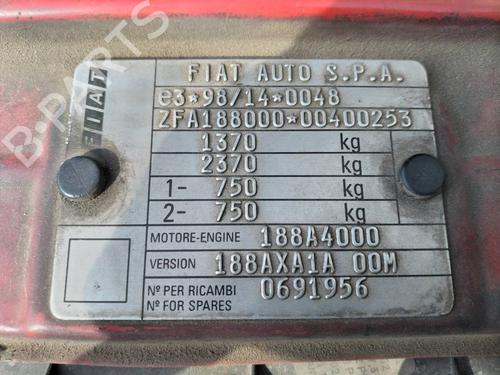 FIAT AUTO S.P.A.
FIAT
e3*98/14*0048
ZFA188000*00400253
1370 kg
2370 kg
1- 750 kg
2- 750 kg
MOTORE-ENGINE 188A4000
VERSION 188AXA1A 00M
Nº PER RICAMBI
Nº FOR SPARES 0691956
B-PARTS